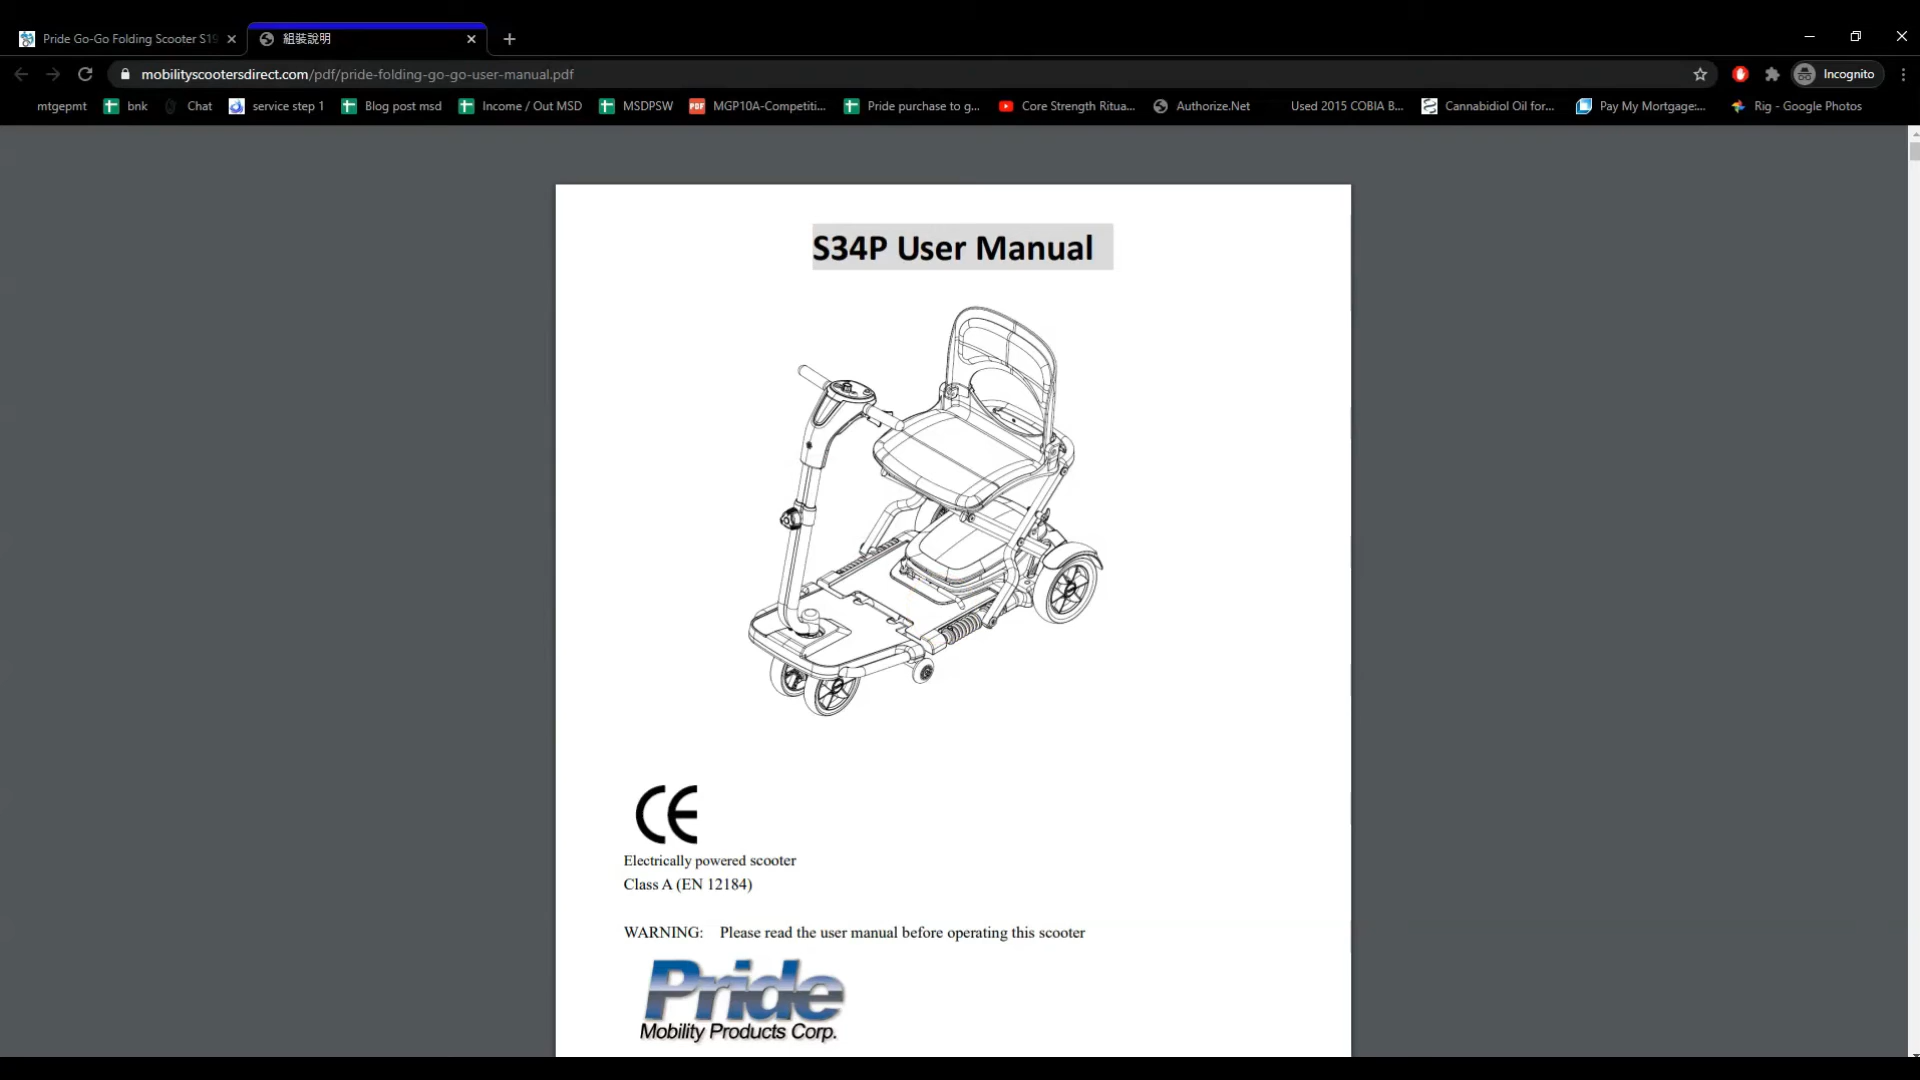 Pride Go-Go Folding Scooter S19
組裝說明
mobilityscootersdirect.com/pdf/pride-folding-go-go-user-manual.pdf
Incognito
mtgepmt
bnk
Chat
service step 1
Blog post msd
Income / Out MSD
MSDPSW
PDF
MGP10A-Competiti...
Pride purchase to g...
Core Strength Ritua...
Authorize.Net
Used 2015 COBIA B...
Cannabidiol Oil for...
Pay My Mortgage:...
Rig - Google Photos
S34P User Manual
CE
Electrically powered scooter
Class A (EN 12184)
WARNING: Please read the user manual before operating this scooter
Pride
Mobility Products Corp.